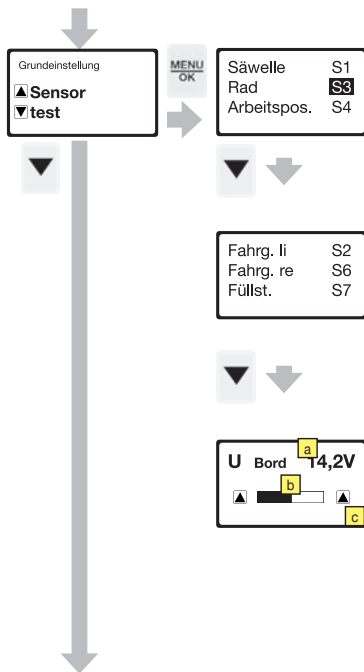 Grundeinstellung
Sensor
test
MENU
OK
Säwelle S1
Rad S3
Arbeitspos. S4
Fahrg. li S2
Fahrg. re S6
Füllst. S7
a
U Bord 14,2V
b
c